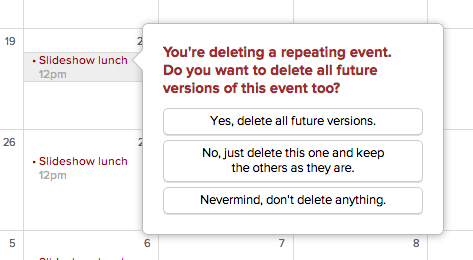 19
2
• Slideshow lunch
12pm
You're deleting a repeating event.
Do you want to delete all future
versions of this event too?
Yes, delete all future versions.
No, just delete this one and keep
the others as they are.
Nevermind, don't delete anything.
26
2
• Slideshow lunch
12pm
5
6
7
8